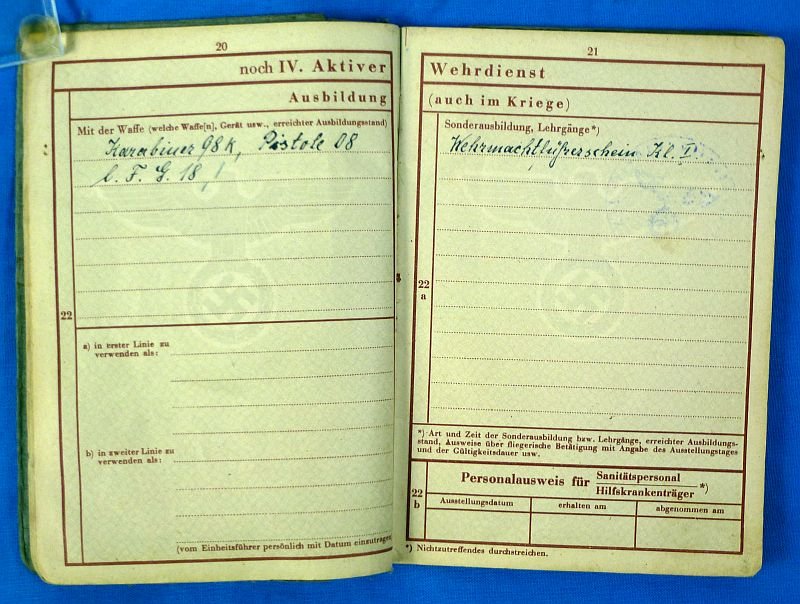 20
noch IV. Aktiver
Ausbildung
Mit der Waffe (welche Waffe[n], Gerät usw., erreichter Ausbildungsstand)
Karabiner 98k, Pistole 08
l. F. G. 18,
22
a) in erster Linie zu
verwenden als:
b) in zweiter Linie zu
verwenden als:
(vom Einheitsführer persönlich mit Datum einzutragen)
21
Wehrdienst
(auch im Kriege)
Sonderausbildung, Lehrgänge*)
Kl. I
22
a
*) Art und Zeit der Sonderausbildung bzw. Lehrgänge, erreichter Ausbildungs-
stand, Ausweise über fliegerische Betätigung mit Angabe des Ausstellungstages
und der Gültigkeitsdauer usw.
22
b
Personalausweis für Sanitätspersonal
Hilfskrankenträger *)
Ausstellungsdatum erhalten am abgenommen am
*) Nichtzutreffendes durchstreichen.